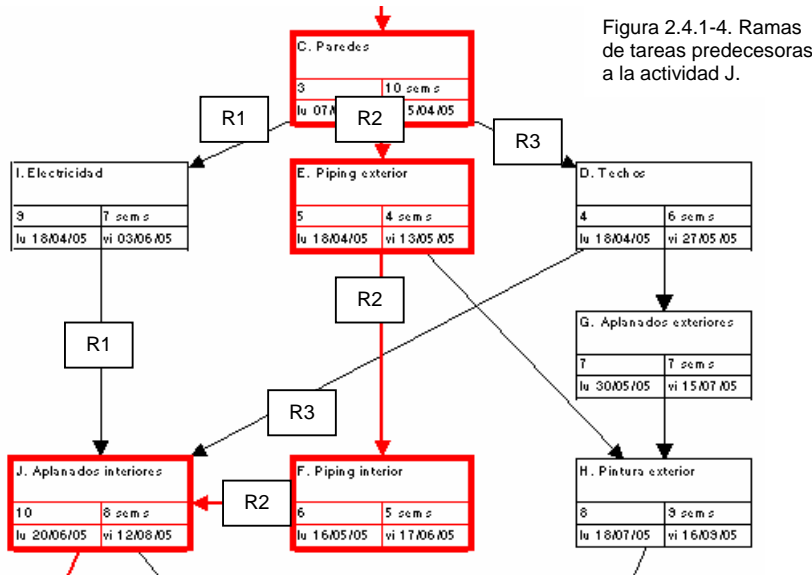 Figura 2.4.1-4. Ramas
de tareas predecesoras
a la actividad J.
C. Paredes
3 10 sems
lu 07/ 5/04/05
R1
R2
R3
I. Electricidad
9 7 sems
lu 18/04/05 vi 03/06/05
E. Piping exterior
5 4 sems
lu 18/04/05 vi 13/05/05
D. Techos
4 6 sems
lu 18/04/05 vi 27/05/05
R2
R1
G. Aplanados exteriores
7 7 sems
lu 30/05/05 vi 15/07/05
R3
J. Aplanados interiores
10 8 sems
lu 20/06/05 vi 12/08/05
R2
F. Piping interior
6 5 sems
lu 16/05/05 vi 17/06/05
H. Pintura exterior
8 9 sems
lu 18/07/05 vi 16/09/05